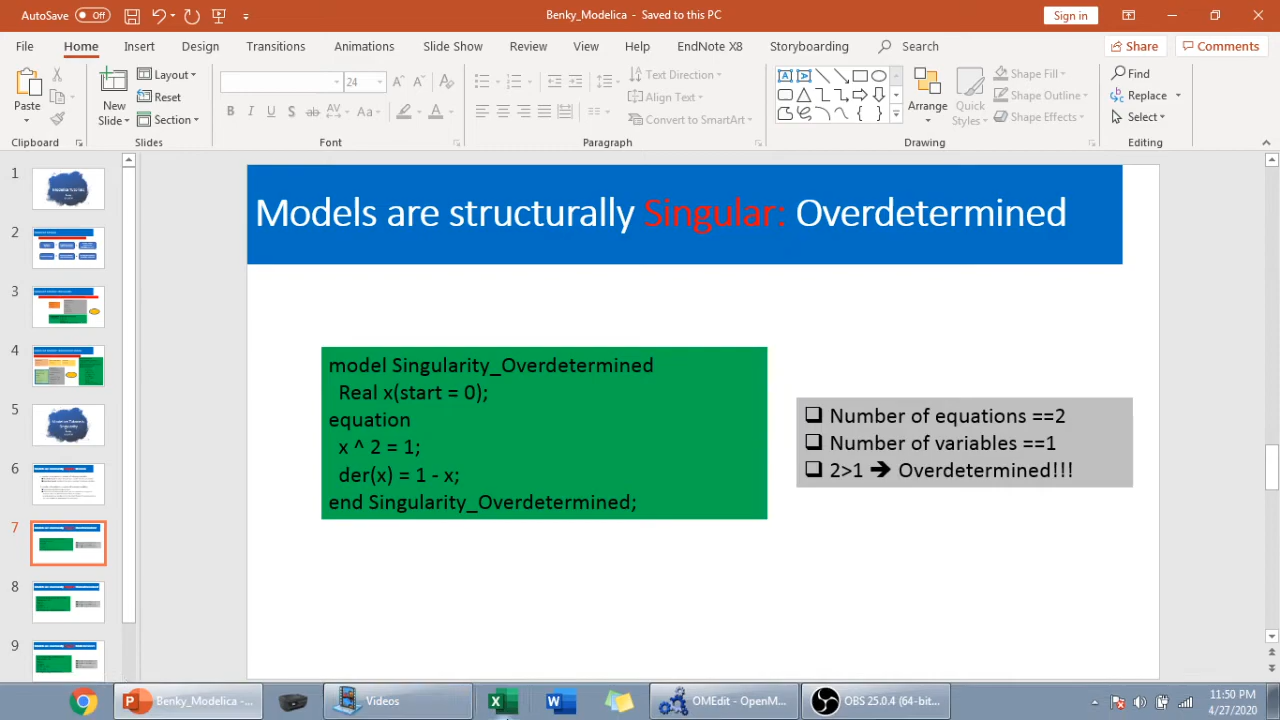 AutoSave Off
Benky_Modelica - Saved to this PC
Sign in
File Home Insert Design Transitions Animations Slide Show Review View Help EndNote X8 Storyboarding Search Share Comments
Paste
New Slide
Layout
Reset
Section
24
B I U S ab AV Aa A
Text Direction
Align Text
Convert to SmartArt
Arrange
Quick Styles
Shape Fill
Shape Outline
Shape Effects
Find
Replace
Select
Clipboard Slides Font Paragraph Drawing Editing
1
2
3
4
5
6
7
8
9
Models are structurally Singular: Overdetermined
model Singularity_Overdetermined
Real x(start = 0);
equation
x ^ 2 = 1;
der(x) = 1 - x;
end Singularity_Overdetermined;
Number of equations ==2
Number of variables ==1
2>1 ➔ Overdetermined!!!
Benky_Modelica - ...
Videos
OMEdit - OpenM...
OBS 25.0.4 (64-bit...
11:50 PM
4/27/2020